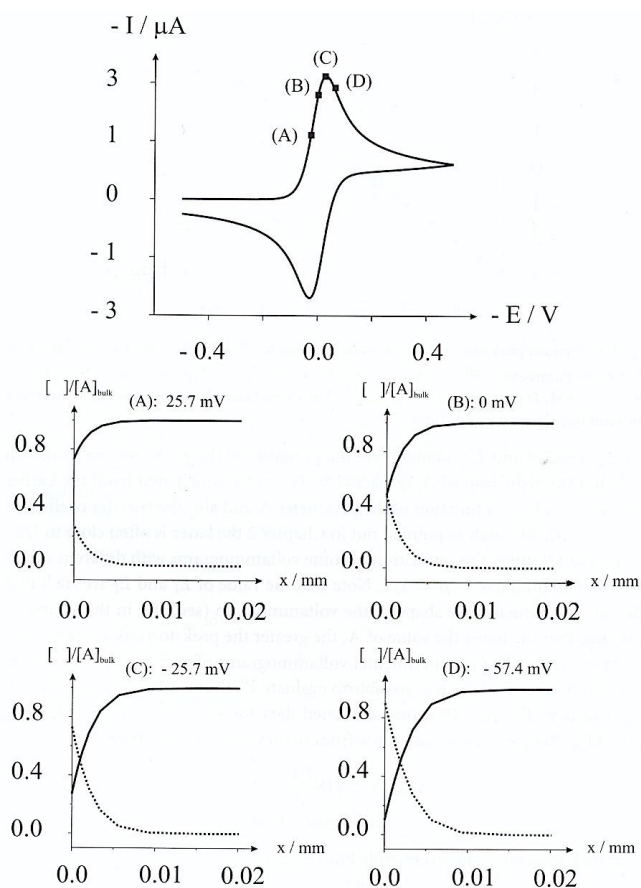 - I / μA
(C)
3
(B)
(D)
1
(A)
0
- 1
- 3
- E / V
- 0.4
0.0
0.4
[ ]/[A]bulk
(A): 25.7 mV
0.8
0.4
0.0
x / mm
0.0
0.01
0.02
[ ]/[A]bulk
(B): 0 mV
0.8
0.4
0.0
x / mm
0.0
0.01
0.02
[ ]/[A]bulk
(C): - 25.7 mV
0.8
0.4
0.0
x / mm
0.0
0.01
0.02
[ ]/[A]bulk
(D): - 57.4 mV
0.8
0.4
0.0
x / mm
0.0
0.01
0.02